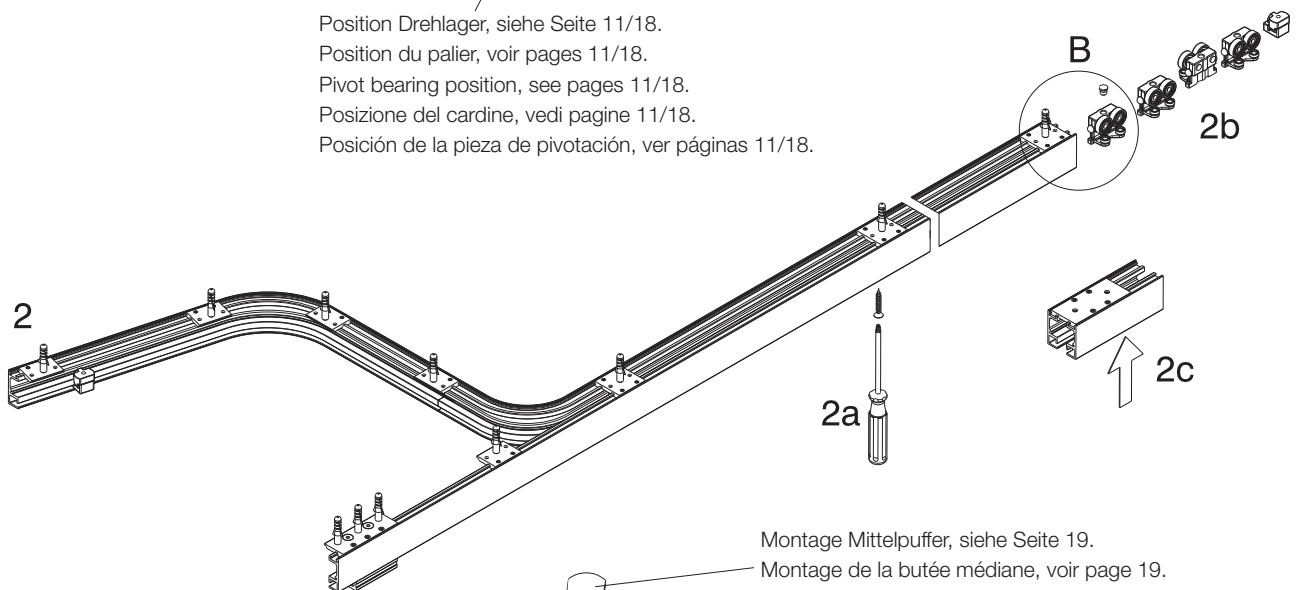 Position Drehlager, siehe Seite 11/18.
Position du palier, voir pages 11/18.
Pivot bearing position, see pages 11/18.
Posizione del cardine, vedi pagine 11/18.
Posición de la pieza de pivotación, ver páginas 11/18.
B
2b
2
2c
2a
Montage Mittelpuffer, siehe Seite 19.
Montage de la butée médiane, voir page 19.